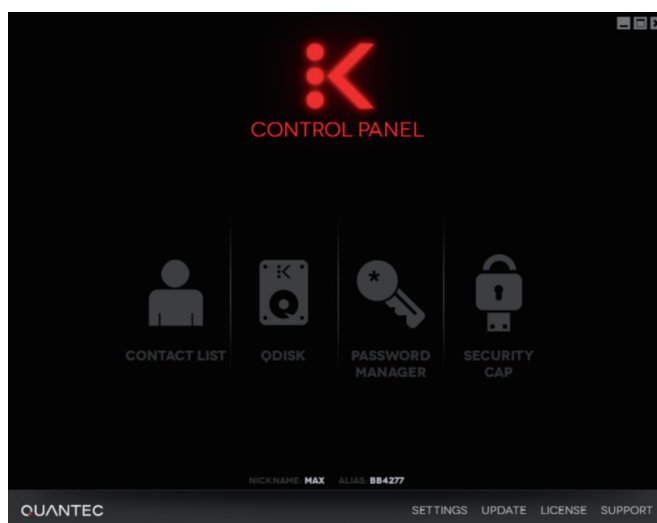 CONTROL PANEL
CONTACT LIST
QDISK
PASSWORD
MANAGER
SECURITY
CAP
NICKNAME: MAX ALIAS: BB4277
QUANTEC SETTINGS UPDATE LICENSE SUPPORT